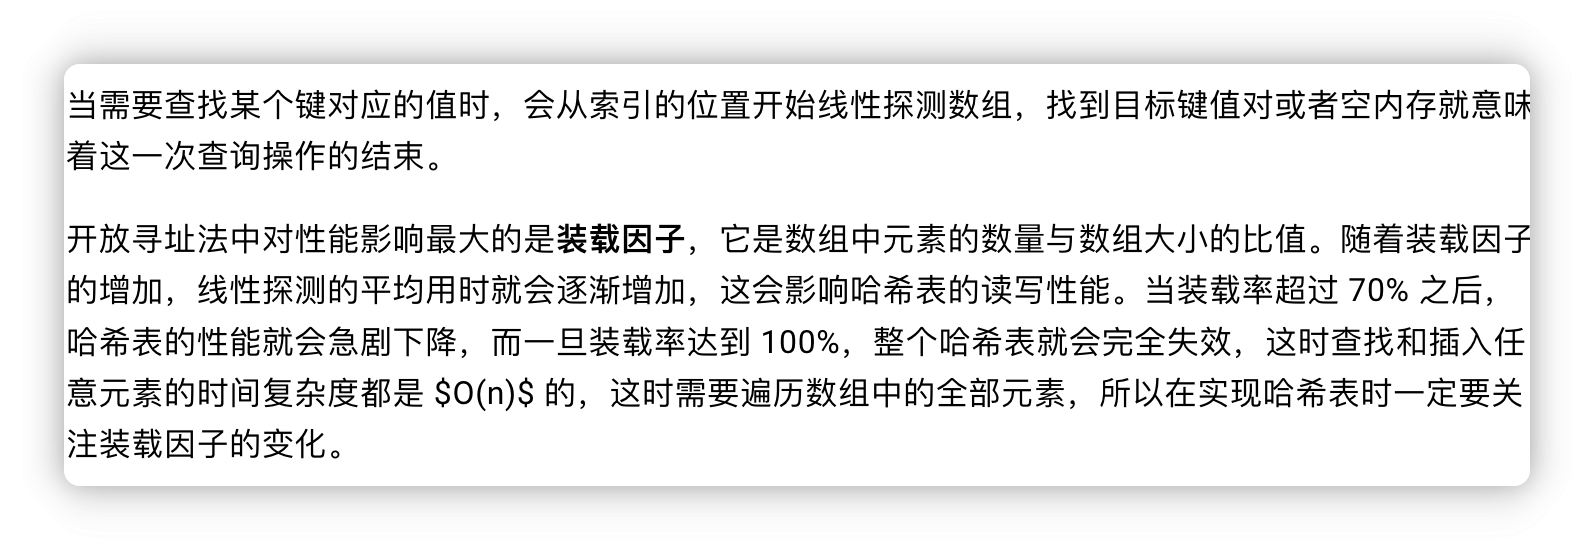 当需要查找某个键对应的值时，会从索引的位置开始线性探测数组，找到目标键值对或者空内存就意味
着这一次查询操作的结束。
开放寻址法中对性能影响最大的是装载因子，它是数组中元素的数量与数组大小的比值。随着装载因子
的增加，线性探测的平均用时就会逐渐增加，这会影响哈希表的读写性能。当装载率超过 70% 之后，
哈希表的性能就会急剧下降，而一旦装载率达到 100%，整个哈希表就会完全失效，这时查找和插入任
意元素的时间复杂度都是 $O(n)$ 的，这时需要遍历数组中的全部元素，所以在实现哈希表时一定要关
注装载因子的变化。